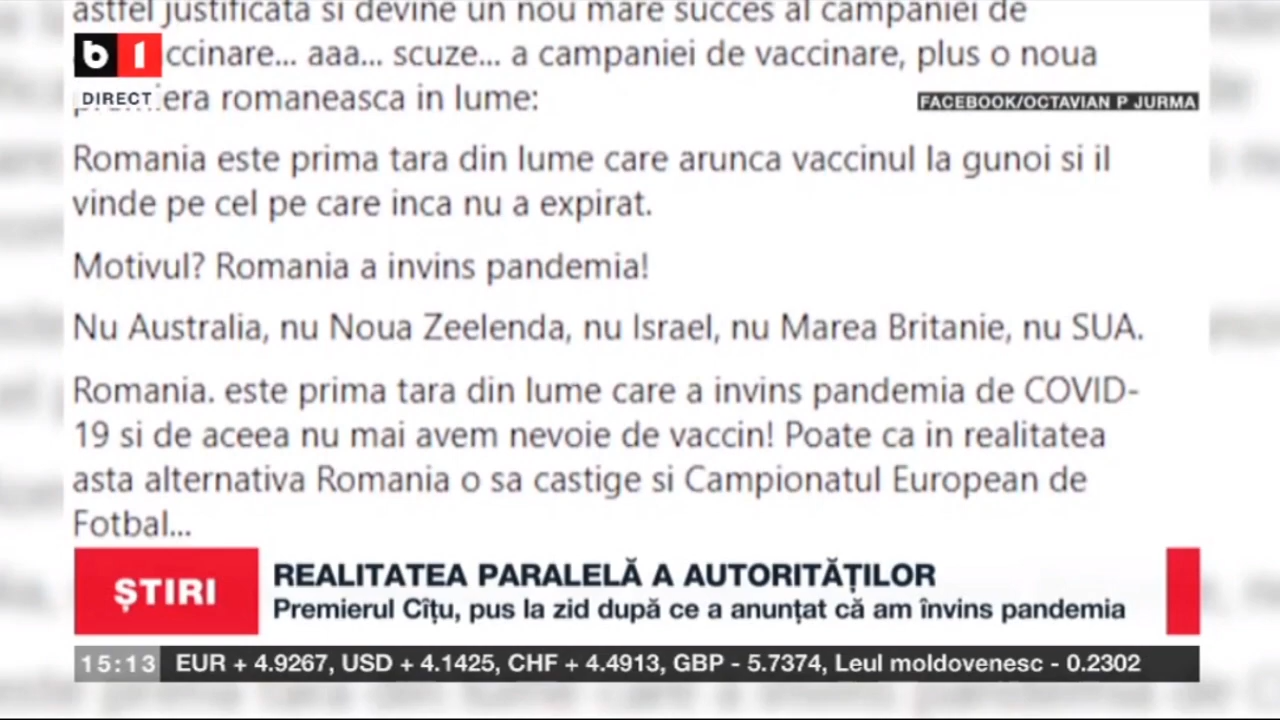 astfel justificata si devine un nou mare succes al campaniei de
b 1
ccinare... aaa... scuze... a campaniei de vaccinare, plus o noua
DIRECT
era romaneasca in lume:
FACEBOOK/OCTAVIAN P JURMA
Romania este prima tara din lume care arunca vaccinul la gunoi si il
vinde pe cel pe care inca nu a expirat.
Motivul? Romania a invins pandemia!
Nu Australia, nu Noua Zeelenda, nu Israel, nu Marea Britanie, nu SUA.
Romania. este prima tara din lume care a invins pandemia de COVID-
19 si de aceea nu mai avem nevoie de vaccin! Poate ca in realitatea
asta alternativa Romania o sa castige si Campionatul European de
Fotbal...
ȘTIRI
REALITATEA PARALELĂ A AUTORITĂȚILOR
Premierul Cîțu, pus la zid după ce a anunțat că am învins pandemia
15:13 EUR + 4.9267, USD + 4.1425, CHF + 4.4913, GBP - 5.7374, Leul moldovenesc - 0.2302